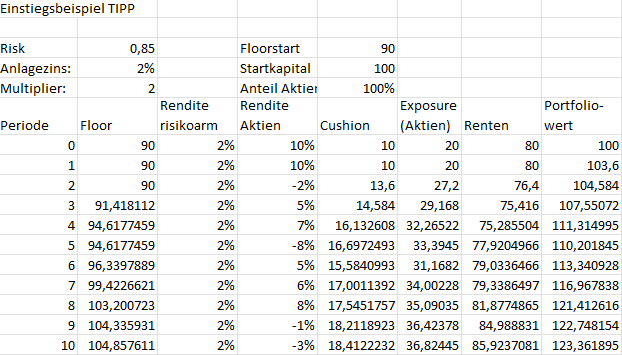 Einstiegsbeispiel TIPP
Risk 0,85 Floorstart 90
Anlagezins: 2% Startkapital 100
Multiplier: 2 Anteil Aktier 100%
Rendite Rendite Exposure Portfolio-
Periode Floor risikoarm Aktien Cushion (Aktien) Renten wert
0 90 2% 10% 10 20 80 100
1 90 2% 10% 10 20 80 103,6
2 90 2% -2% 13,6 27,2 76,4 104,584
3 91,418112 2% 5% 14,584 29,168 75,416 107,55072
4 94,6177459 2% 7% 16,132608 32,26522 75,285504 111,314995
5 94,6177459 2% -8% 16,6972493 33,3945 77,9204966 110,201845
6 96,3397889 2% 5% 15,5840993 31,1682 79,0336466 113,340928
7 99,4226621 2% 6% 17,0011392 34,00228 79,3386497 116,967838
8 103,200723 2% 8% 17,5451757 35,09035 81,8774865 121,412616
9 104,335931 2% -1% 18,2118923 36,42378 84,988831 122,748154
10 104,857611 2% -3% 18,4122232 36,82445 85,9237081 123,361895